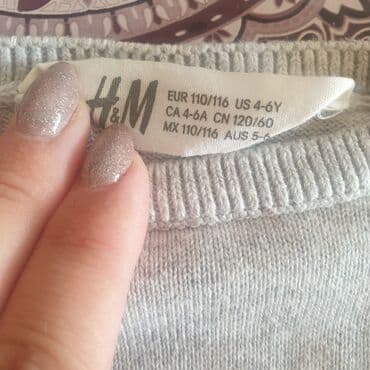 H&M
EUR 110/116 US 4-6Y
CA 4-6A CN 120/60
MX 110/116 AUS 5-6